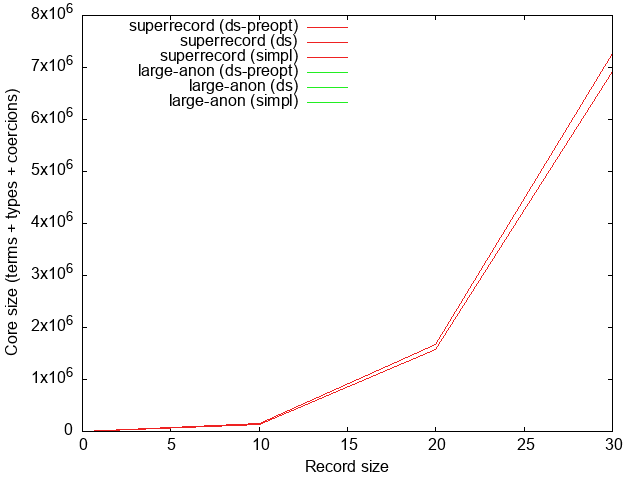 8x10^6
7x10^6
6x10^6
5x10^6
4x10^6
3x10^6
2x10^6
1x10^6
0
Core size (terms + types + coercions)
superrecord (ds-preopt)
superrecord (ds)
superrecord (simpl)
large-anon (ds-preopt)
large-anon (ds)
large-anon (simpl)
0 5 10 15 20 25 30
Record size